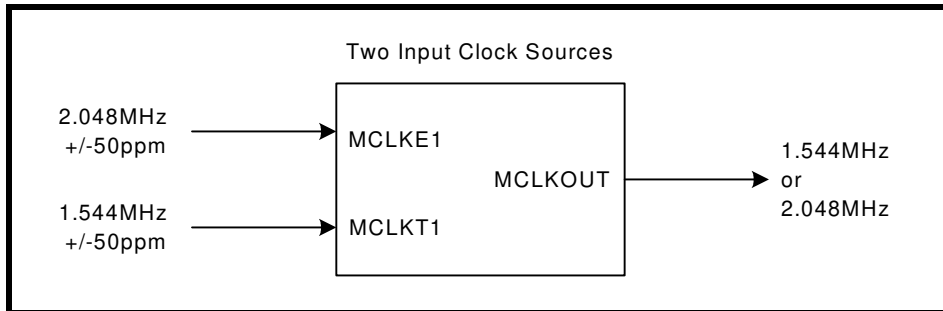 Two Input Clock Sources
2.048MHz
+/-50ppm
MCLKE1
1.544MHz
+/-50ppm
MCLKT1
MCLKOUT
1.544MHz
or
2.048MHz